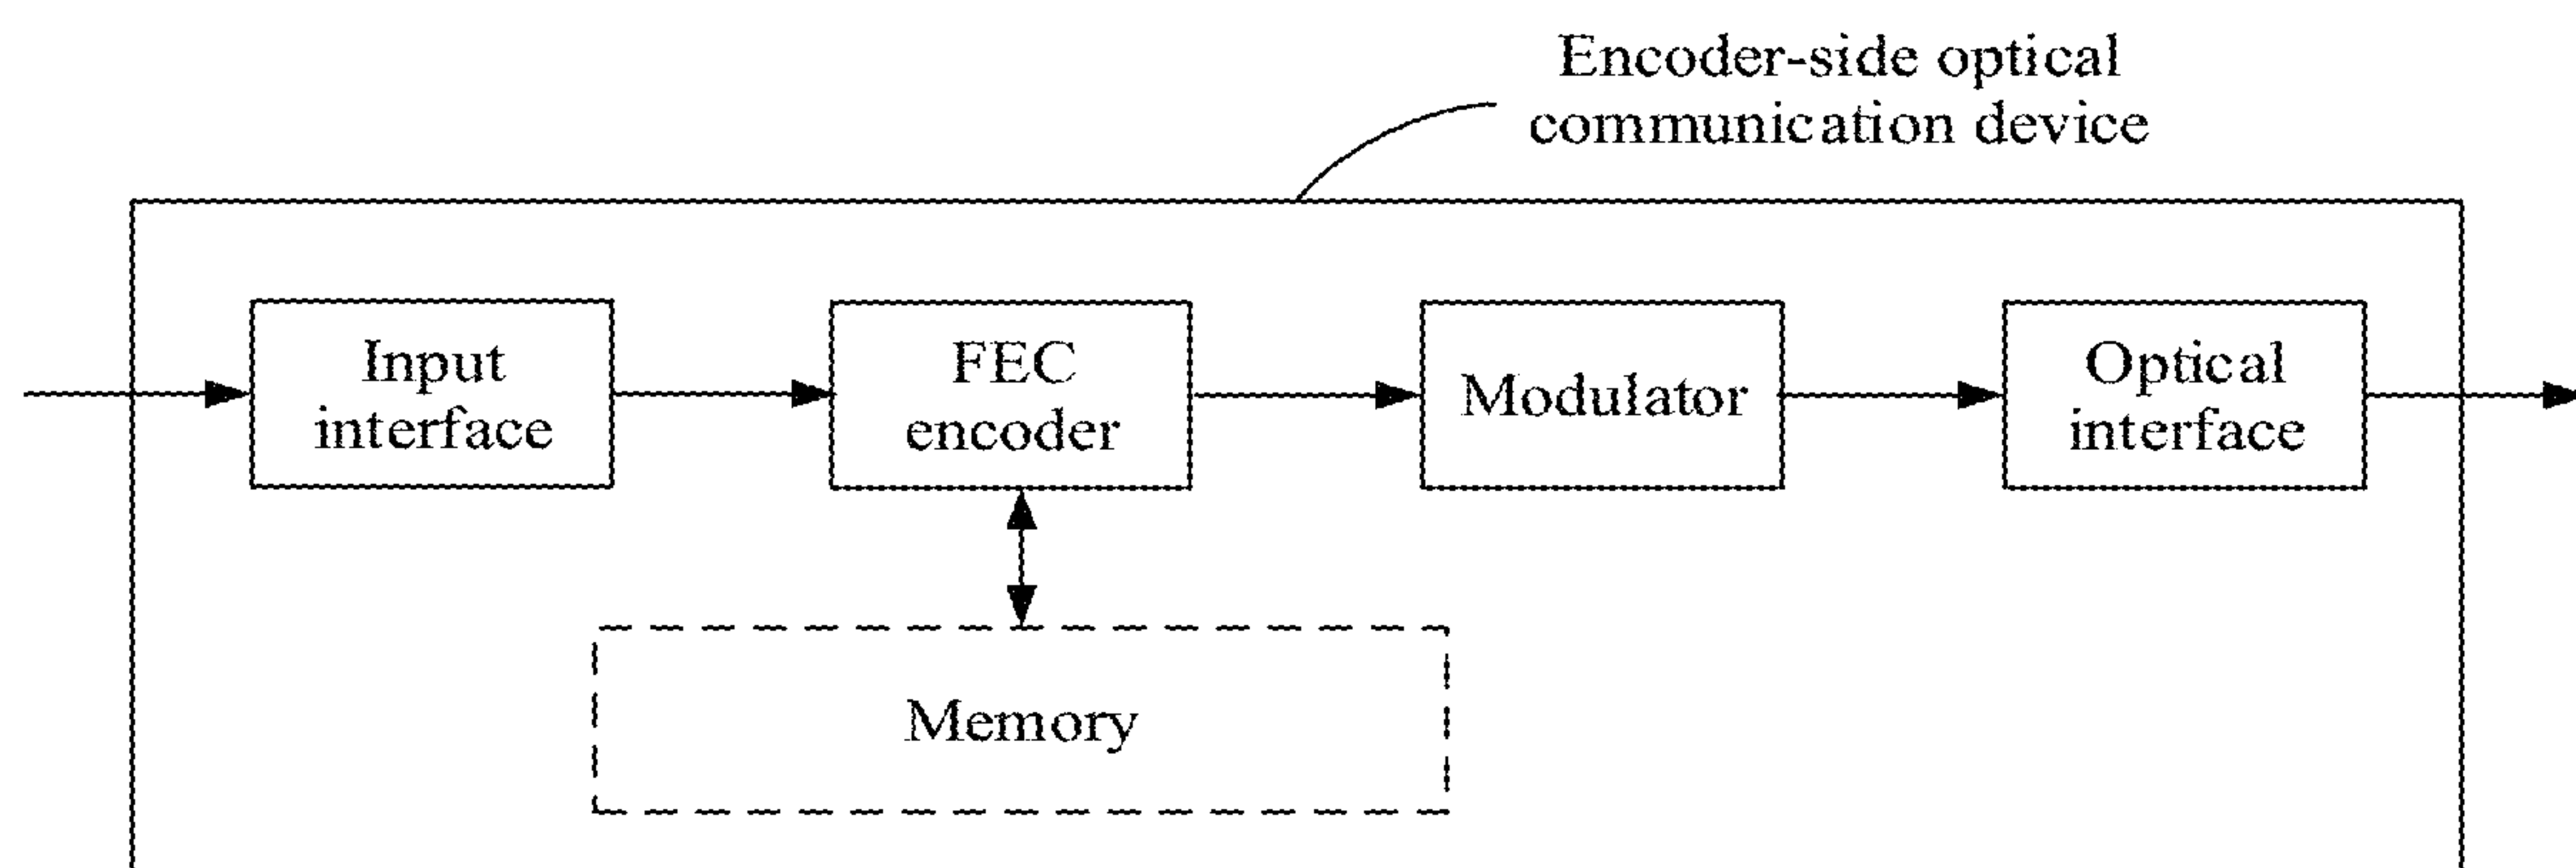 Encoder-side optical
communication device
Input
interface
FEC
encoder
Modulator
Optical
interface
Memory